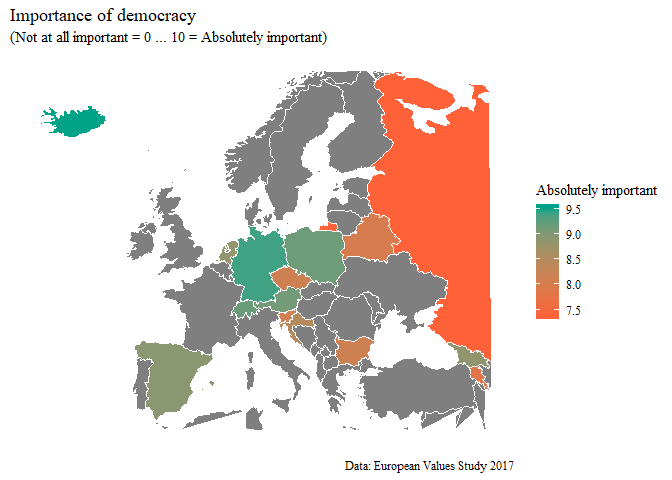 Importance of democracy
(Not at all important = 0 ... 10 = Absolutely important)
Absolutely important
9.5
9.0
8.5
8.0
7.5
Data: European Values Study 2017